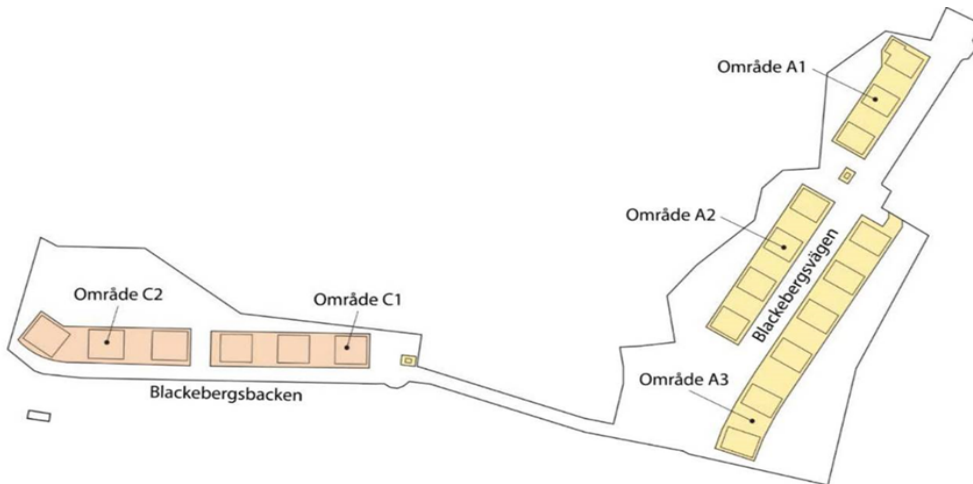 Område A1
Område A2
Blackebergsvägen
Område C2
Område C1
Område A3
Blackebergsbacken